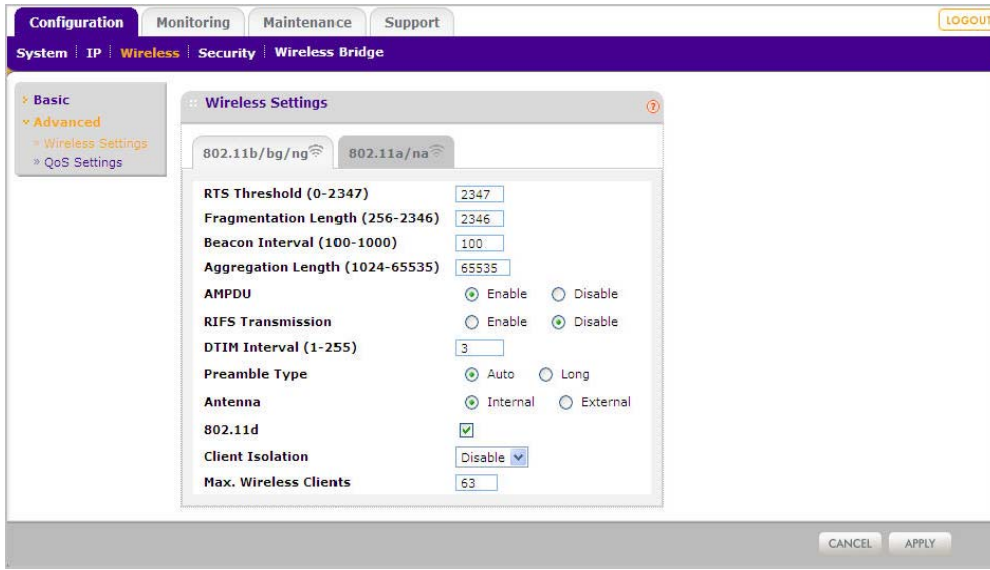 Configuration Monitoring Maintenance Support LOGOUT
System IP Wireless Security Wireless Bridge
Basic
Advanced
Wireless Settings
QoS Settings
Wireless Settings ?
802.11b/bg/ng 802.11a/na
RTS Threshold (0-2347) 2347
Fragmentation Length (256-2346) 2346
Beacon Interval (100-1000) 100
Aggregation Length (1024-65535) 65535
AMPDU Enable Disable
RIFS Transmission Enable Disable
DTIM Interval (1-255) 3
Preamble Type Auto Long
Antenna Internal External
802.11d
Client Isolation Disable
Max. Wireless Clients 63
CANCEL APPLY